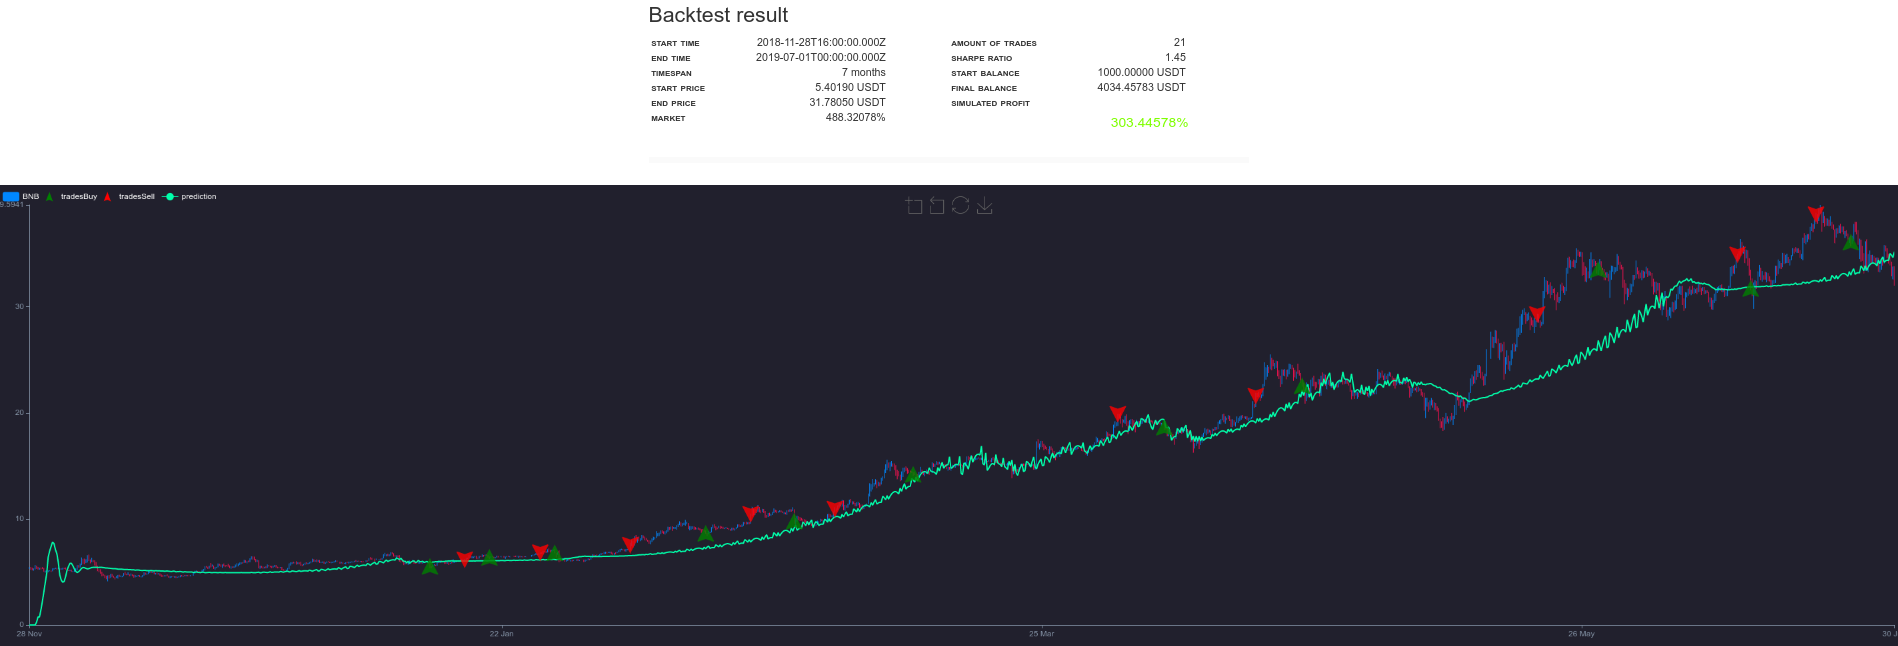 Backtest result
START TIME 2018-11-28T16:00:00.000Z
END TIME 2019-07-01T00:00:00.000Z
TIMESPAN 7 months
START PRICE 5.40190 USDT
END PRICE 31.78050 USDT
MARKET 488.32078%
AMOUNT OF TRADES 21
SHARPE RATIO 1.45
START BALANCE 1000.00000 USDT
FINAL BALANCE 4034.45783 USDT
SIMULATED PROFIT
303.44578%
BNB tradesBuy tradesSell prediction
9.5941
30
20
10
0
28 Nov 22 Jan 25 Mar 26 May 30 J